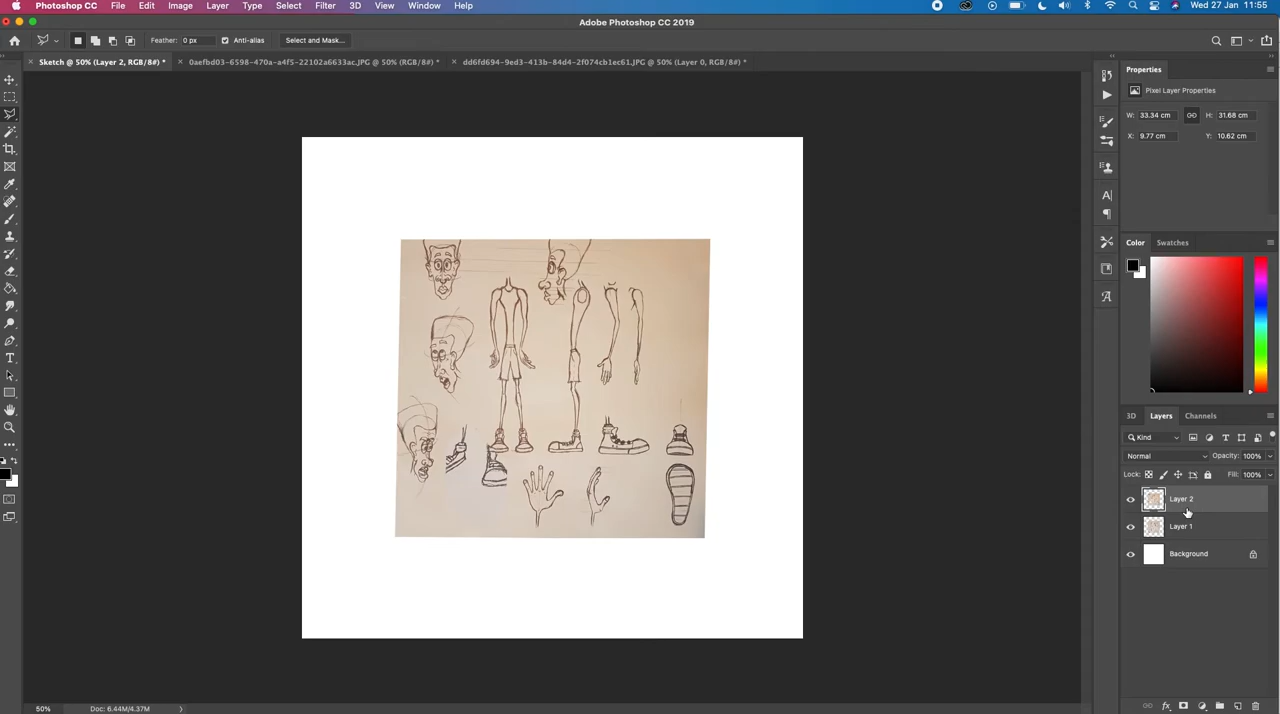 Photoshop CC File Edit Image Layer Type Select Filter 3D View Window Help Wed 27 Jan 11:55
Adobe Photoshop CC 2019
Feather: 0 px Anti-alias Select and Mask...
Sketch @ 50% (Layer 2, RGB/8#) * 0aefbd03-6598-470a-a4f5-22102a6633ac.JPG @ 50% (RGB/8#) * dd6fd694-9ed3-413b-84d4-2f074cb1ec61.JPG @ 50% (Layer 0, RGB/8#) *
Properties
Pixel Layer Properties
W: 33.34 cm H: 31.68 cm
X: 9.77 cm Y: 10.62 cm
Color Swatches
3D Layers Channels
Kind
Normal Opacity: 100%
Lock: Fill: 100%
Layer 2
Layer 1
Background
50% Doc: 6.44M/4.37M